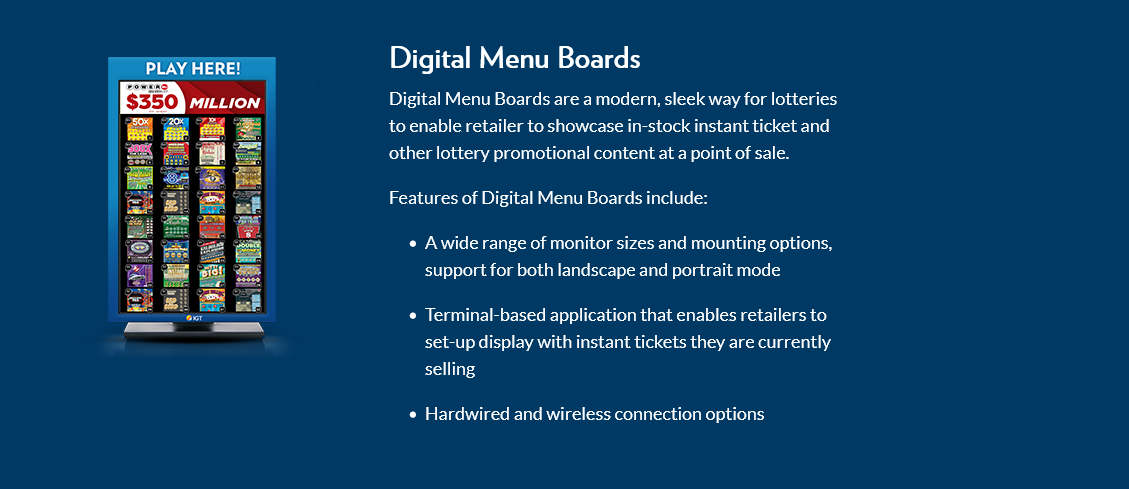 Digital Menu Boards
Digital Menu Boards are a modern, sleek way for lotteries
to enable retailer to showcase in-stock instant ticket and
other lottery promotional content at a point of sale.
Features of Digital Menu Boards include:
• A wide range of monitor sizes and mounting options,
support for both landscape and portrait mode
• Terminal-based application that enables retailers to
set-up display with instant tickets they are currently
selling
• Hardwired and wireless connection options
PLAY HERE!
POWER
$350 MILLION
50X 20X 10X
DOUBLE
BIG!
IGT